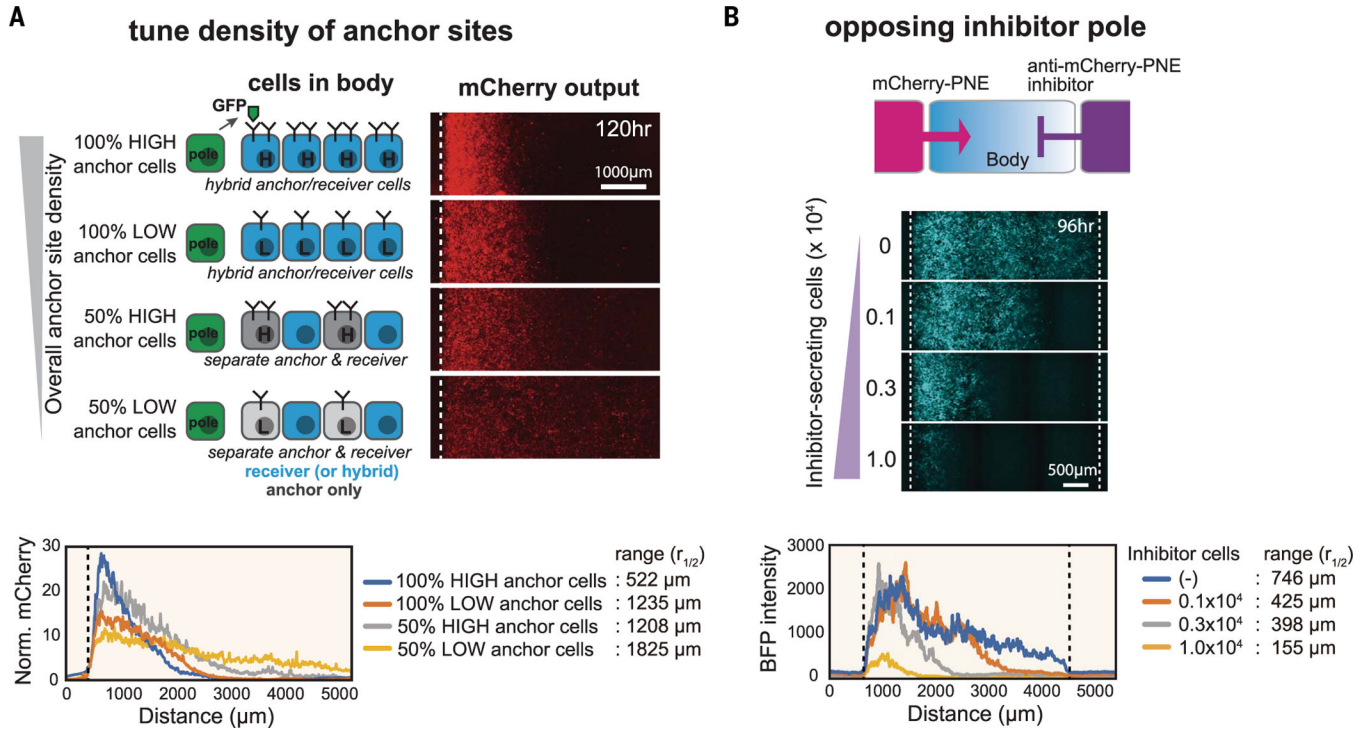 A
tune density of anchor sites
cells in body
mCherry output
GFP
Overall anchor site density
100% HIGH
anchor cells
pole
H H H H
hybrid anchor/receiver cells
120hr
1000µm
100% LOW
anchor cells
pole
L L L L
hybrid anchor/receiver cells
50% HIGH
anchor cells
pole
H H
separate anchor & receiver
50% LOW
anchor cells
pole
L L
separate anchor & receiver
receiver (or hybrid)
anchor only
Norm. mCherry
30
20
10
0
0 1000 2000 3000 4000 5000
Distance (µm)
range (r1/2)
100% HIGH anchor cells : 522 µm
100% LOW anchor cells : 1235 µm
50% HIGH anchor cells : 1208 µm
50% LOW anchor cells : 1825 µm
B
opposing inhibitor pole
mCherry-PNE
anti-mCherry-PNE
inhibitor
Body
Inhibitor-secreting cells (x 10⁴)
0
0.1
0.3
1.0
96hr
500µm
BFP intensity
3000
2000
1000
0
0 1000 2000 3000 4000 5000
Distance (µm)
Inhibitor cells range (r1/2)
(-) : 746 µm
0.1x10⁴ : 425 µm
0.3x10⁴ : 398 µm
1.0x10⁴ : 155 µm